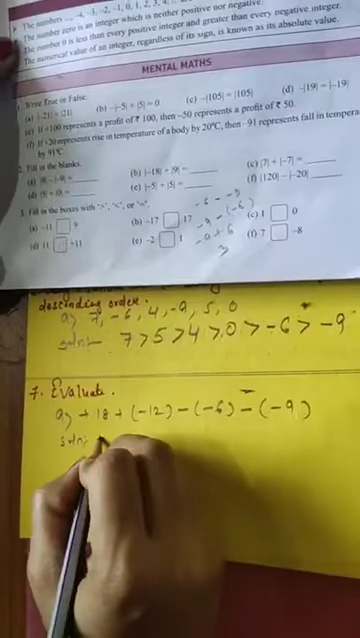 The numbers ... -4, -3, -2, -1, 0, 1, 2, 3, 4,
The number zero is an integer which is neither positive nor negative.
The number 0 is less than every positive integer and greater than every negative integer.
The numerical value of an integer, regardless of its sign, is known as its absolute value.
MENTAL MATHS
1. Write True or False.
(a) |-21| = |21| (b) -|-5| + |5| = 0 (c) -|105| = |105| (d) -|19| = |-19|
(e) If +100 represents a profit of ₹ 100, then -50 represents a profit of ₹ 50.
(f) If +20 represents rise in temperature of a body by 20°C, then -91 represents fall in tempera
by 91°C.
2. Fill in the blanks.
(a) |9| - |-9| = (b) |-18| + |9| = (c) |7| + |-7| =
(d) (e) |-5| + |5| = (f) |120| - |-20|
3. Fill in the boxes with '>', '<', or '='.
(a) -11 9 (b) -17 17 (c) 1 0
(d) 11 +11 (e) -2 1 (f) 7 -8
-6 - -9
-9 - (-6)
-9 + 6
3
descending order.
a) 7, -6, 4, -9, 5, 0
soln:- 7 > 5 > 4 > 0 > -6 > -9
7. Evaluate.
a) + 18 + (-12) - (-6) - (-9)
soln: